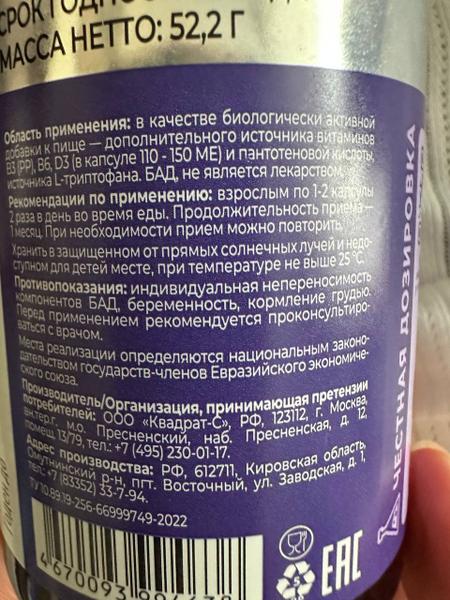 СРОК ГОДНО
МАССА НЕТТО: 52,2 Г
Область применения: в качестве биологически активной
добавки к пище — дополнительного источника витаминов
В3 (РР), В6, D3 (в капсуле 110 - 150 МЕ) и пантотеновой кислоты,
источника L-триптофана. БАД, не является лекарством.
Рекомендации по применению: взрослым по 1-2 капсулы
2 раза в день во время еды. Продолжительность приема —
1 месяц. При необходимости прием можно повторить.
Хранить в защищенном от прямых солнечных лучей и недо-
ступном для детей месте, при температуре не выше 25 °С.
Противопоказания: индивидуальная непереносимость
компонентов БАД, беременность, кормление грудью.
Перед применением рекомендуется проконсультиро-
ваться с врачом.
Места реализации определяются национальным законо-
дательством государств-членов Евразийского экономиче-
ского союза.
Производитель/Организация, принимающая претензии
потребителей: ООО «Квадрат-С», РФ, 123112, г. Москва,
вн.тер.г. м.о. Пресненский, наб. Пресненская, д. 12,
помещ 13/79, тел.: +7 (495) 230-01-17.
Адрес производства: РФ, 612711, Кировская область,
Омутнинский р-н, пгт. Восточный, ул. Заводская, д. 1,
тел.: +7 (83352) 33-7-94.
ТУ 10.89.19-256-66999749-2022
4 670093
5
EAC
ЧЕСТНАЯ ДОЗИРОВКА